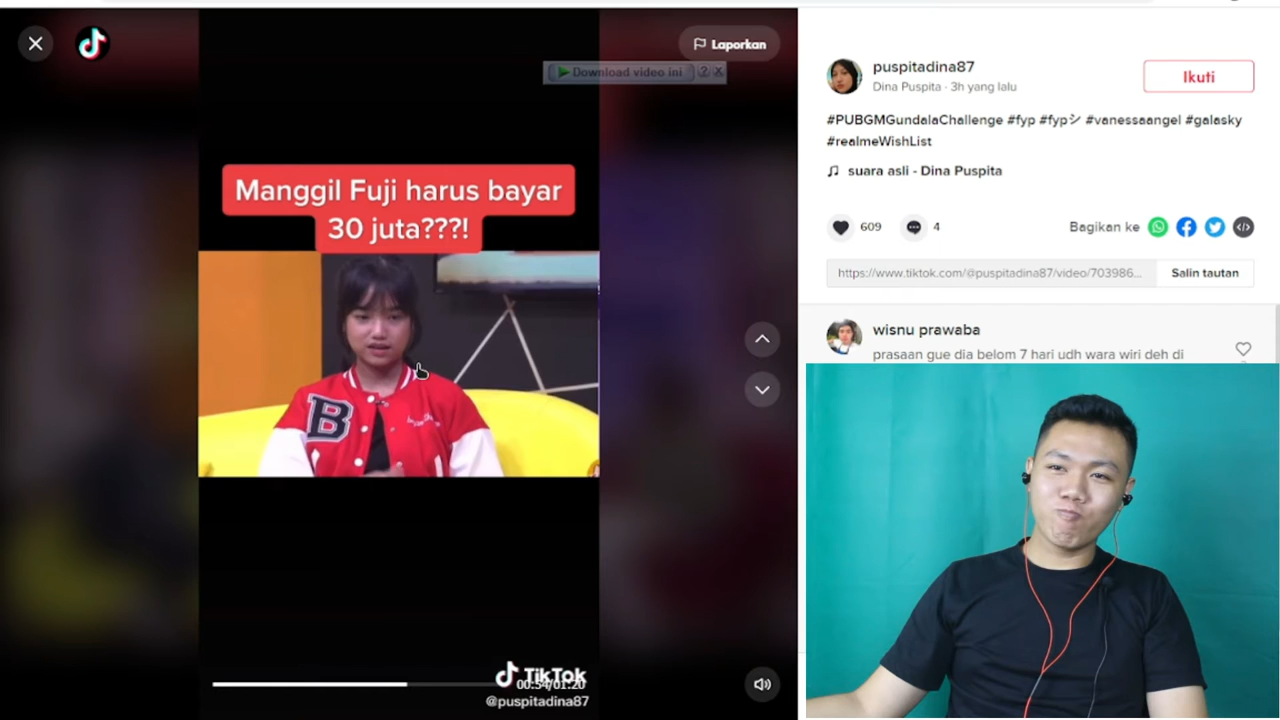 Laporkan
Download video ini
Manggil Fuji harus bayar
30 juta???!
B
TikTok
00:54/01:20
@puspitadina87
puspitadina87
Dina Puspita · 3h yang lalu
Ikuti
#PUBGMGundalaChallenge #fyp #fypシ #vanessaangel #galasky
#realmeWishList
suara asli - Dina Puspita
609
4
Bagikan ke
https://www.tiktok.com/@puspitadina87/video/703986...
Salin tautan
wisnu prawaba
prasaan gue dia belom 7 hari udh wara wiri deh di